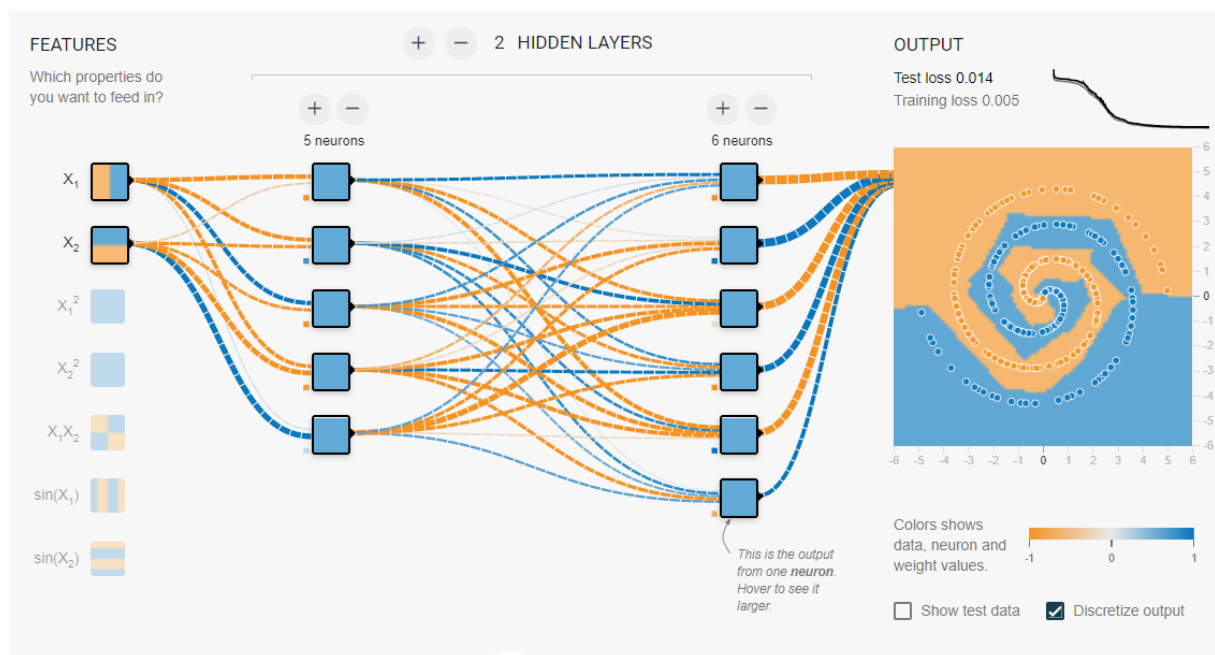 FEATURES
Which properties do
you want to feed in?
+ − 2 HIDDEN LAYERS
+ −
5 neurons
+ −
6 neurons
OUTPUT
Test loss 0.014
Training loss 0.005
X₁
X₂
X₁²
X₂²
X₁X₂
sin(X₁)
sin(X₂)
This is the output
from one neuron.
Hover to see it
larger.
6
5
4
3
2
1
0
-1
-2
-3
-4
-5
-6
-6 -5 -4 -3 -2 -1 0 1 2 3 4 5 6
Colors shows
data, neuron and
weight values.
-1 0 1
Show test data
Discretize output